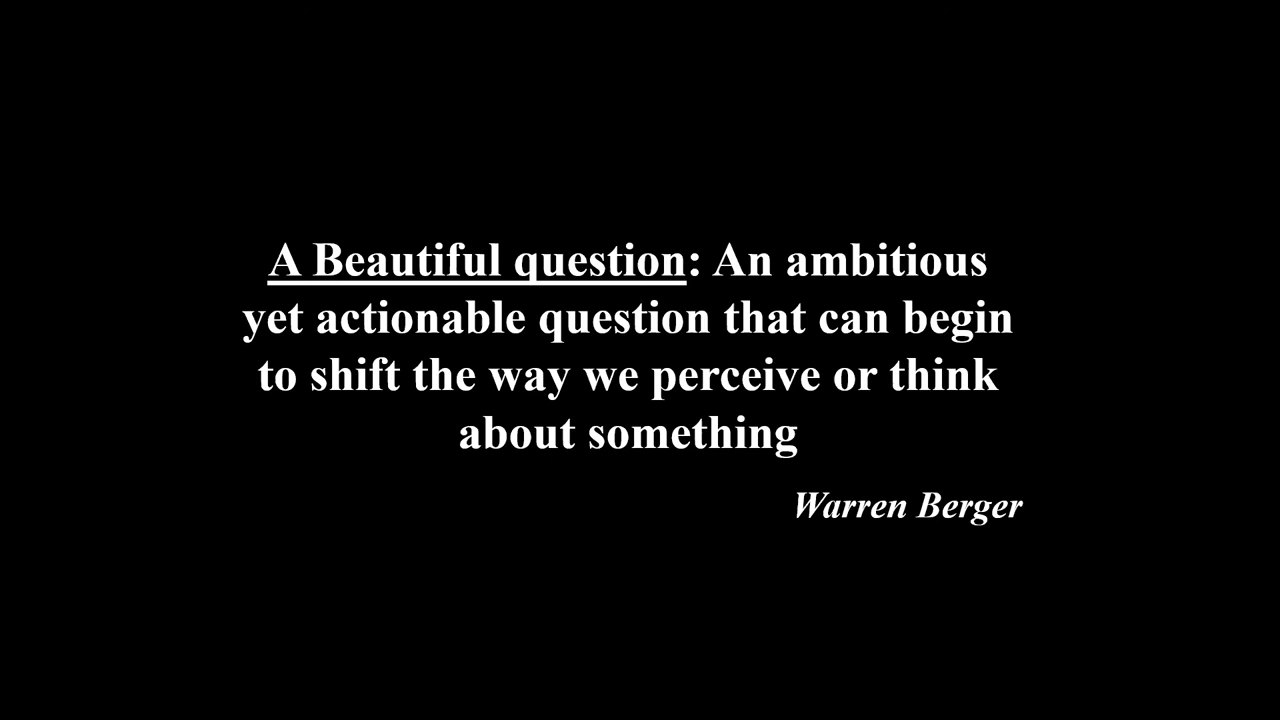 A Beautiful question: An ambitious
yet actionable question that can begin
to shift the way we perceive or think
about something
Warren Berger